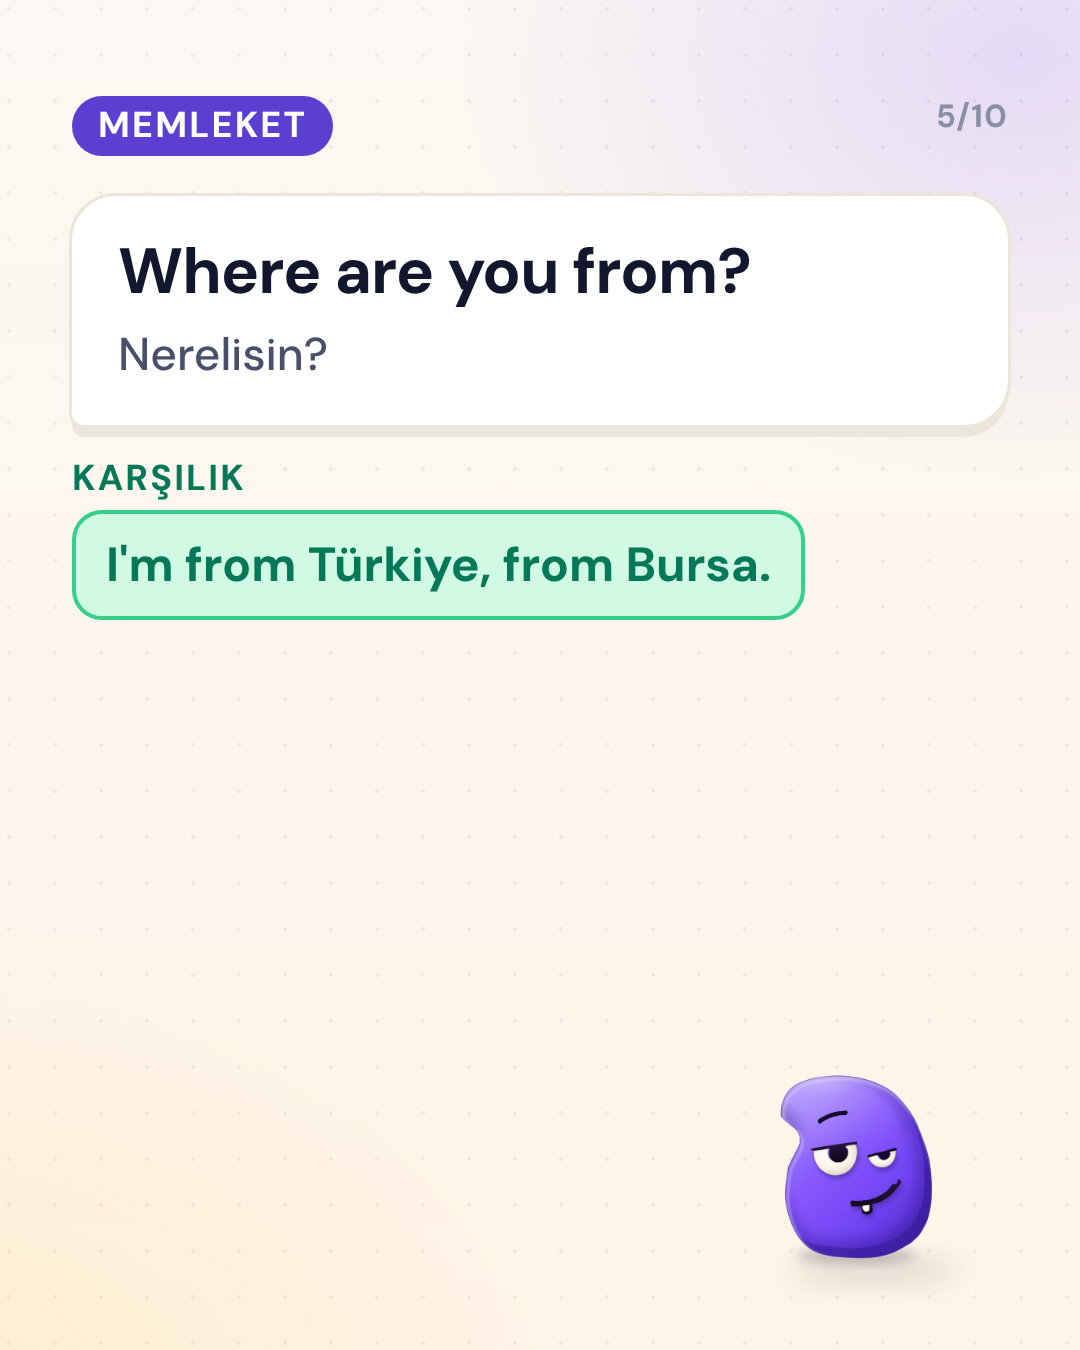 MEMLEKET
5/10
Where are you from?
Nerelisin?
KARŞILIK
I'm from Türkiye, from Bursa.